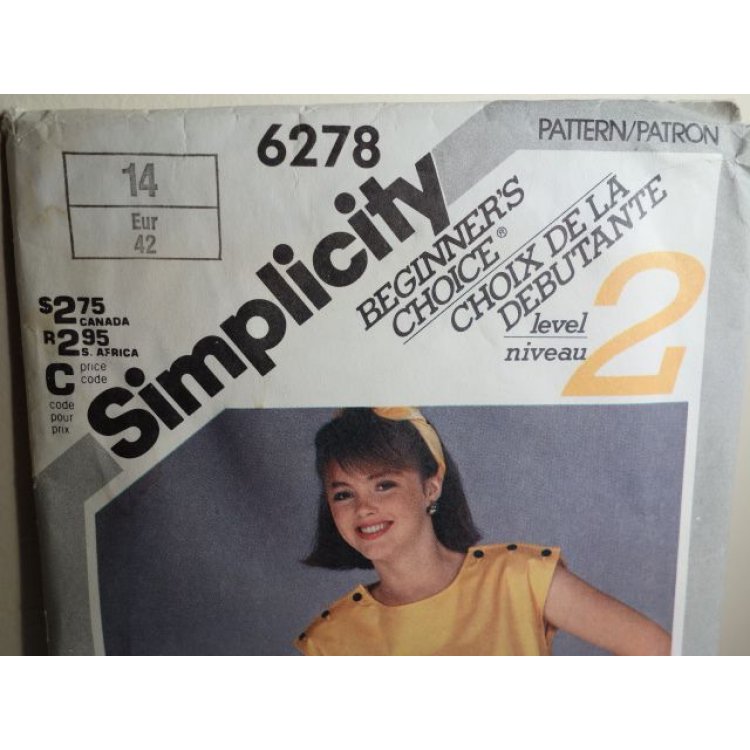 6278
PATTERN/PATRON
14
Eur
42
Simplicity
BEGINNER'S
CHOICE®
CHOIX DE LA
DEBUTANTE
level
niveau
2
$2 75
CANADA
R2 95
S. AFRICA
C price
code
code
pour
prix